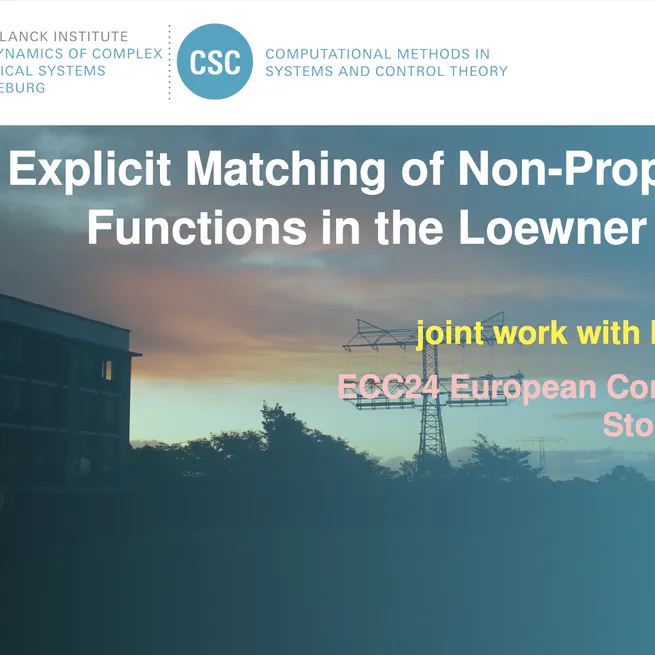 LANCK INSTITUTE
YNAMICS OF COMPLEX
ICAL SYSTEMS
EBURG
CSC
COMPUTATIONAL METHODS IN
SYSTEMS AND CONTROL THEORY
Explicit Matching of Non-Prop
Functions in the Loewner
joint work with
ECC24 European Con
Sto